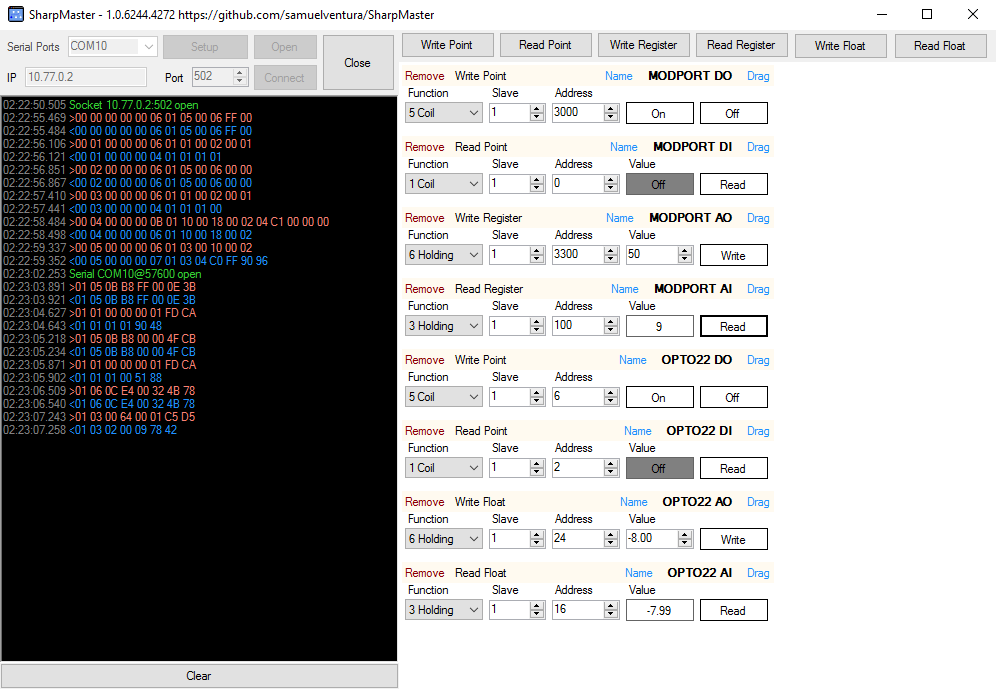 SharpMaster - 1.0.6244.4272 https://github.com/samuelventura/SharpMaster
Serial Ports COM10 Setup Open Close
IP 10.77.0.2 Port 502 Connect
02:22:50.505 Socket 10.77.0.2:502 open
02:22:55.469 >00 00 00 00 00 06 01 05 00 06 FF 00
02:22:55.484 <00 00 00 00 00 06 01 05 00 06 FF 00
02:22:56.106 >00 01 00 00 00 06 01 01 00 02 00 01
02:22:56.121 <00 01 00 00 00 04 01 01 01 01
02:22:56.851 >00 02 00 00 00 06 01 05 00 06 00 00
02:22:56.867 <00 02 00 00 00 06 01 05 00 06 00 00
02:22:57.410 >00 03 00 00 00 06 01 01 00 02 00 01
02:22:57.441 <00 03 00 00 00 04 01 01 01 00
02:22:58.484 >00 04 00 00 00 0B 01 10 00 18 00 02 04 C1 00 00 00
02:22:58.498 <00 04 00 00 00 06 01 10 00 18 00 02
02:22:59.337 >00 05 00 00 00 06 01 03 00 10 00 02
02:22:59.352 <00 05 00 00 00 07 01 03 04 C0 FF 90 96
02:23:02.253 Serial COM10@57600 open
02:23:03.891 >01 05 0B B8 FF 00 0E 3B
02:23:03.921 <01 05 0B B8 FF 00 0E 3B
02:23:04.627 >01 01 00 00 00 01 FD CA
02:23:04.643 <01 01 01 01 90 48
02:23:05.218 >01 05 0B B8 00 00 4F CB
02:23:05.234 <01 05 0B B8 00 00 4F CB
02:23:05.871 >01 01 00 00 00 01 FD CA
02:23:05.902 <01 01 01 00 51 88
02:23:06.509 >01 06 0C E4 00 32 4B 78
02:23:06.540 <01 06 0C E4 00 32 4B 78
02:23:07.243 >01 03 00 64 00 01 C5 D5
02:23:07.258 <01 03 02 00 09 78 42
Clear
Write Point Read Point Write Register Read Register Write Float Read Float
Remove Write Point Name MODPORT DO Drag
Function Slave Address
5 Coil 1 3000 On Off
Remove Read Point Name MODPORT DI Drag
Function Slave Address Value
1 Coil 1 0 Off Read
Remove Write Register Name MODPORT AO Drag
Function Slave Address Value
6 Holding 1 3300 50 Write
Remove Read Register Name MODPORT AI Drag
Function Slave Address Value
3 Holding 1 100 9 Read
Remove Write Point Name OPTO22 DO Drag
Function Slave Address
5 Coil 1 6 On Off
Remove Read Point Name OPTO22 DI Drag
Function Slave Address Value
1 Coil 1 2 Off Read
Remove Write Float Name OPTO22 AO Drag
Function Slave Address Value
6 Holding 1 24 -8.00 Write
Remove Read Float Name OPTO22 AI Drag
Function Slave Address Value
3 Holding 1 16 -7.99 Read